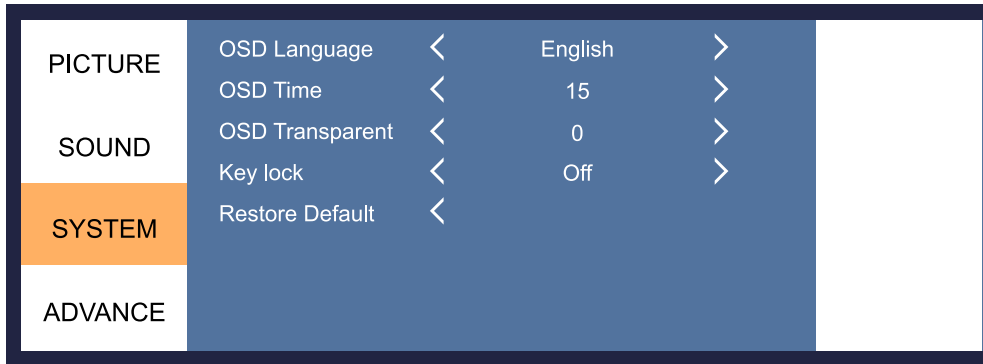 PICTURE
SOUND
SYSTEM
ADVANCE
OSD Language < English >
OSD Time < 15 >
OSD Transparent < 0 >
Key lock < Off >
Restore Default <